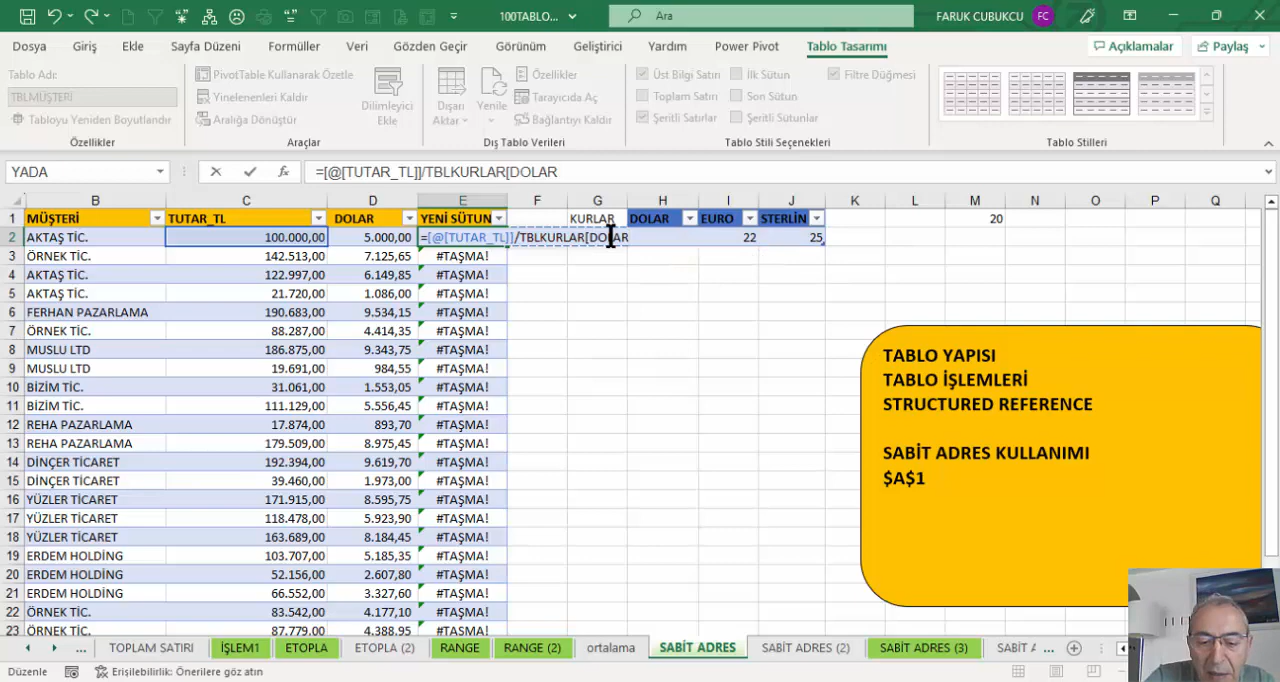 100TABLO...
Ara
FARUK CUBUKCU FC
Dosya Giriş Ekle Sayfa Düzeni Formüller Veri Gözden Geçir Görünüm Geliştirici Yardım Power Pivot Tablo Tasarımı Açıklamalar Paylaş
Tablo Adı:
TBLMÜŞTERİ
Tabloyu Yeniden Boyutlandır
Özellikler
PivotTable Kullanarak Özetle
Yinelenenleri Kaldır
Aralığa Dönüştür
Dilimleyici Ekle
Araçlar
Dışarı Aktar
Yenile
Özellikler
Tarayıcıda Aç
Bağlantıyı Kaldır
Dış Tablo Verileri
Üst Bilgi Satırı İlk Sütun Filtre Düğmesi
Toplam Satırı Son Sütun
Şeritli Satırlar Şeritli Sütunlar
Tablo Stili Seçenekleri
Tablo Stilleri
YADA fx =[@[TUTAR_TL]]/TBLKURLAR[DOLAR
B C D E F G H I J K L M N O P Q
1 MÜŞTERİ TUTAR_TL DOLAR YENİ SÜTUN KURLAR DOLAR EURO STERLİN 20
2 AKTAŞ TİC. 100.000,00 5.000,00 =[@[TUTAR_TL]]/TBLKURLAR[DOLAR 22 25
3 ÖRNEK TİC. 142.513,00 7.125,65 #TAŞMA!
4 AKTAŞ TİC. 122.997,00 6.149,85 #TAŞMA!
5 AKTAŞ TİC. 21.720,00 1.086,00 #TAŞMA!
6 FERHAN PAZARLAMA 190.683,00 9.534,15 #TAŞMA!
7 ÖRNEK TİC. 88.287,00 4.414,35 #TAŞMA!
8 MUSLU LTD 186.875,00 9.343,75 #TAŞMA!
9 MUSLU LTD 19.691,00 984,55 #TAŞMA!
10 BİZİM TİC. 31.061,00 1.553,05 #TAŞMA!
11 BİZİM TİC. 111.129,00 5.556,45 #TAŞMA!
12 REHA PAZARLAMA 17.874,00 893,70 #TAŞMA!
13 REHA PAZARLAMA 179.509,00 8.975,45 #TAŞMA!
14 DİNÇER TİCARET 192.394,00 9.619,70 #TAŞMA!
15 DİNÇER TİCARET 39.460,00 1.973,00 #TAŞMA!
16 YÜZLER TİCARET 171.915,00 8.595,75 #TAŞMA!
17 YÜZLER TİCARET 118.478,00 5.923,90 #TAŞMA!
18 YÜZLER TİCARET 163.689,00 8.184,45 #TAŞMA!
19 ERDEM HOLDİNG 103.707,00 5.185,35 #TAŞMA!
20 ERDEM HOLDİNG 52.156,00 2.607,80 #TAŞMA!
21 ERDEM HOLDİNG 66.552,00 3.327,60 #TAŞMA!
22 ÖRNEK TİC. 83.542,00 4.177,10 #TAŞMA!
23 ÖRNEK TİC. 87.779,00 4.388,95 #TAŞMA!
TABLO YAPISI
TABLO İŞLEMLERİ
STRUCTURED REFERENCE
SABİT ADRES KULLANIMI
$A$1
... TOPLAM SATIRI İŞLEM1 ETOPLA ETOPLA (2) RANGE RANGE (2) ortalama SABİT ADRES SABİT ADRES (2) SABİT ADRES (3) SABİT A ...
Düzenle Erişilebilirlik: Önerilere göz atın